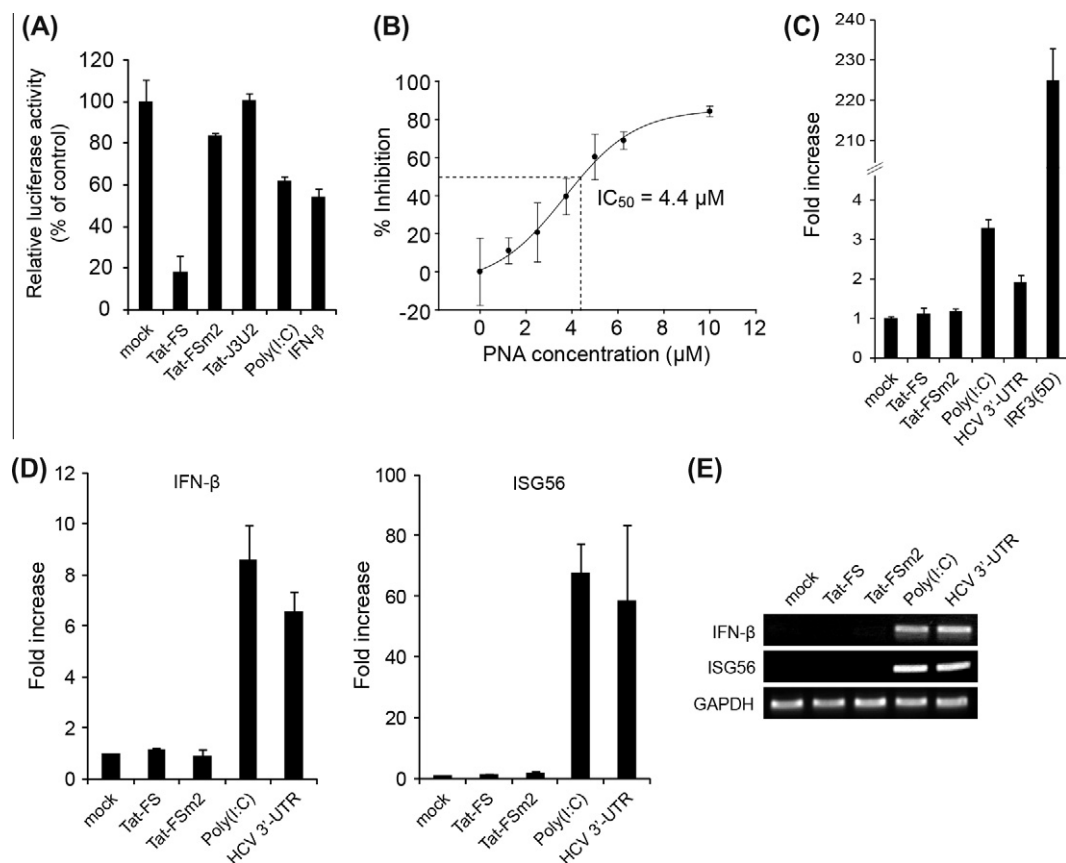 (A)
Relative luciferase activity
(% of control)
120
100
80
60
40
20
0
mock
Tat-FS
Tat-FSm2
Tat-J3U2
Poly(I:C)
IFN-β
(B)
% Inhibition
100
80
60
40
20
0
-20
IC50 = 4.4 µM
0
2
4
6
8
10
12
PNA concentration (µM)
(C)
Fold increase
240
230
220
210
4
3
2
1
mock
Tat-FS
Tat-FSm2
Poly(I:C)
HCV 3'-UTR
IRF3(5D)
(D)
IFN-β
Fold increase
12
10
8
6
4
2
0
mock
Tat-FS
Tat-FSm2
Poly(I:C)
HCV 3'-UTR
ISG56
Fold increase
100
80
60
40
20
0
mock
Tat-FS
Tat-FSm2
Poly(I:C)
HCV 3'-UTR
(E)
mock
Tat-FS
Tat-FSm2
Poly(I:C)
HCV 3'-UTR
IFN-β
ISG56
GAPDH